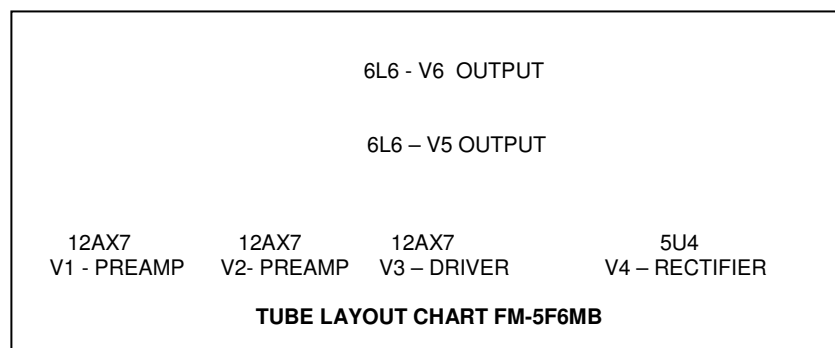 6L6 - V6 OUTPUT
6L6 – V5 OUTPUT
12AX7 12AX7 12AX7 5U4
V1 - PREAMP V2- PREAMP V3 – DRIVER V4 – RECTIFIER
TUBE LAYOUT CHART FM-5F6MB